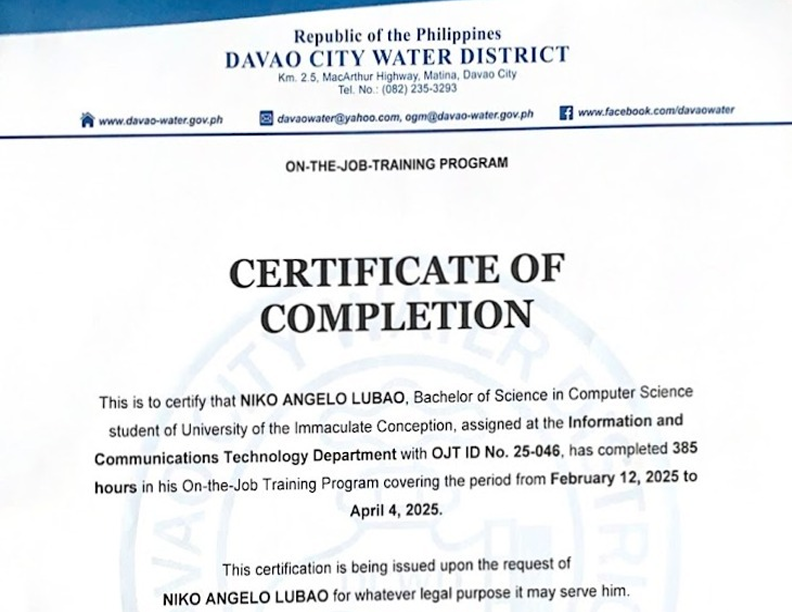 Republic of the Philippines
DAVAO CITY WATER DISTRICT
Km. 2.5, MacArthur Highway, Matina, Davao City
Tel. No.: (082) 235-3293
www.davao-water.gov.ph davaowater@yahoo.com, ogm@davao-water.gov.ph www.facebook.com/davaowater
ON-THE-JOB-TRAINING PROGRAM
CERTIFICATE OF
COMPLETION
This is to certify that NIKO ANGELO LUBAO, Bachelor of Science in Computer Science
student of University of the Immaculate Conception, assigned at the Information and
Communications Technology Department with OJT ID No. 25-046, has completed 385
hours in his On-the-Job Training Program covering the period from February 12, 2025 to
April 4, 2025.
This certification is being issued upon the request of
NIKO ANGELO LUBAO for whatever legal purpose it may serve him.